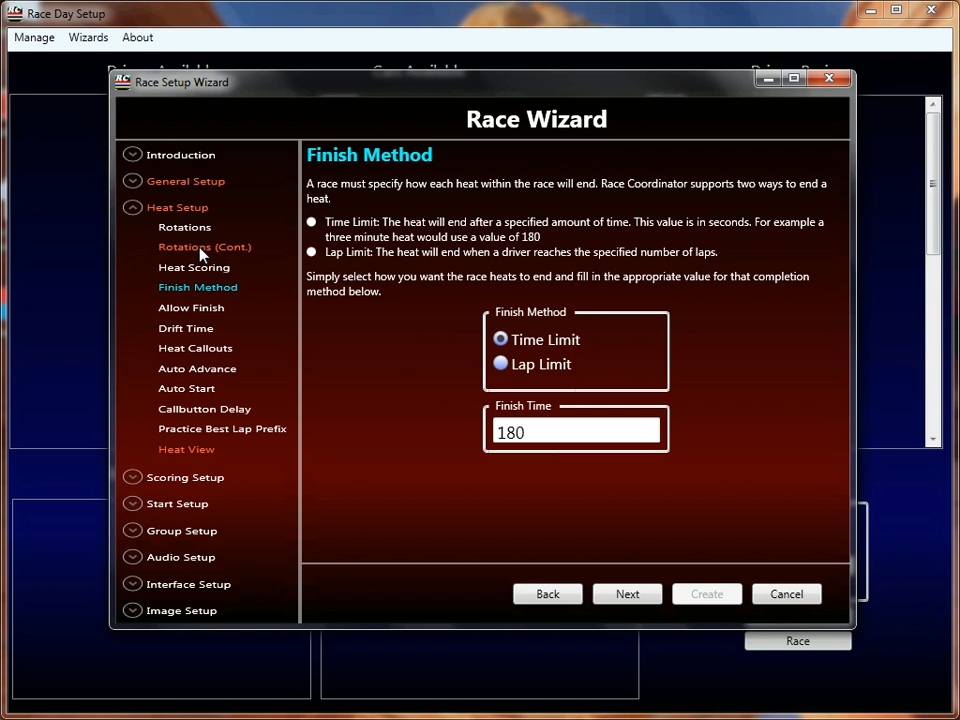 Race Day Setup
Manage Wizards About
Race Setup Wizard
Race Wizard
Introduction
General Setup
Heat Setup
Rotations
Rotations (Cont.)
Heat Scoring
Finish Method
Allow Finish
Drift Time
Heat Callouts
Auto Advance
Auto Start
Callbutton Delay
Practice Best Lap Prefix
Heat View
Scoring Setup
Start Setup
Group Setup
Audio Setup
Interface Setup
Image Setup
Finish Method
A race must specify how each heat within the race will end. Race Coordinator supports two ways to end a
heat.
Time Limit: The heat will end after a specified amount of time. This value is in seconds. For example a
three minute heat would use a value of 180
Lap Limit: The heat will end when a driver reaches the specified number of laps.
Simply select how you want the race heats to end and fill in the appropriate value for that completion
method below.
Finish Method
Time Limit
Lap Limit
Finish Time
180
Back Next Create Cancel
Race